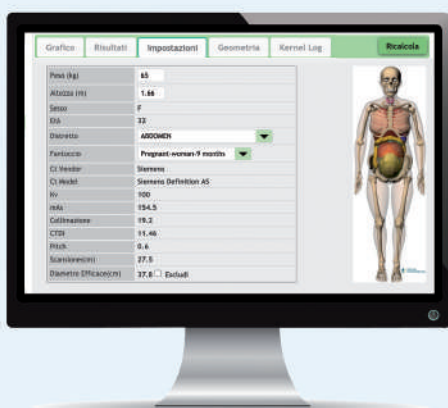 Grafico Risultati Impostazioni Geometria Kernel Log Ricalcola
Peso (kg) 65
Altezza (m) 1.66
Sesso F
Età 32
Distretto ABDOMEN
Fantoccio Pregnant-woman-9 months
Ct Vendor Siemens
Ct Model Siemens Definition AS
Kv 100
mAs 154.5
Collimazione 19.2
CTDI 11.46
Pitch 0.6
Scansione(cm) 27.5
Diametro Efficace(cm) 27.8 Escludi